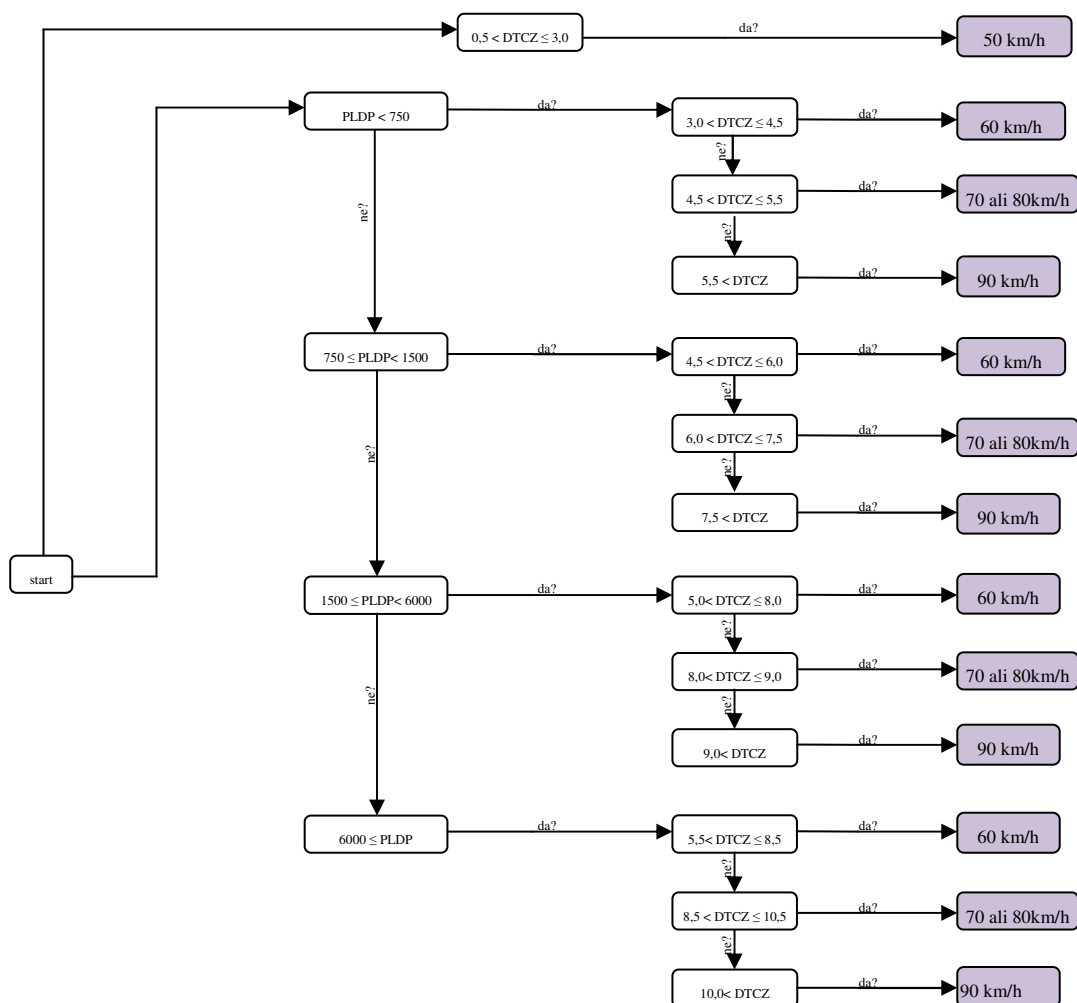 0,5 < DTCZ ≤ 3,0
da?
50 km/h
PLDP < 750
da?
3,0 < DTCZ ≤ 4,5
da?
60 km/h
ne?
4,5 < DTCZ ≤ 5,5
da?
70 ali 80km/h
ne?
ne?
5,5 < DTCZ
da?
90 km/h
750 ≤ PLDP< 1500
da?
4,5 < DTCZ ≤ 6,0
da?
60 km/h
ne?
6,0 < DTCZ ≤ 7,5
da?
70 ali 80km/h
ne?
ne?
7,5 < DTCZ
da?
90 km/h
start
1500 ≤ PLDP< 6000
da?
5,0< DTCZ ≤ 8,0
da?
60 km/h
ne?
8,0< DTCZ ≤ 9,0
da?
70 ali 80km/h
ne?
ne?
9,0< DTCZ
da?
90 km/h
6000 ≤ PLDP
da?
5,5< DTCZ ≤ 8,5
da?
60 km/h
ne?
8,5 < DTCZ ≤ 10,5
da?
70 ali 80km/h
ne?
10,0< DTCZ
da?
90 km/h